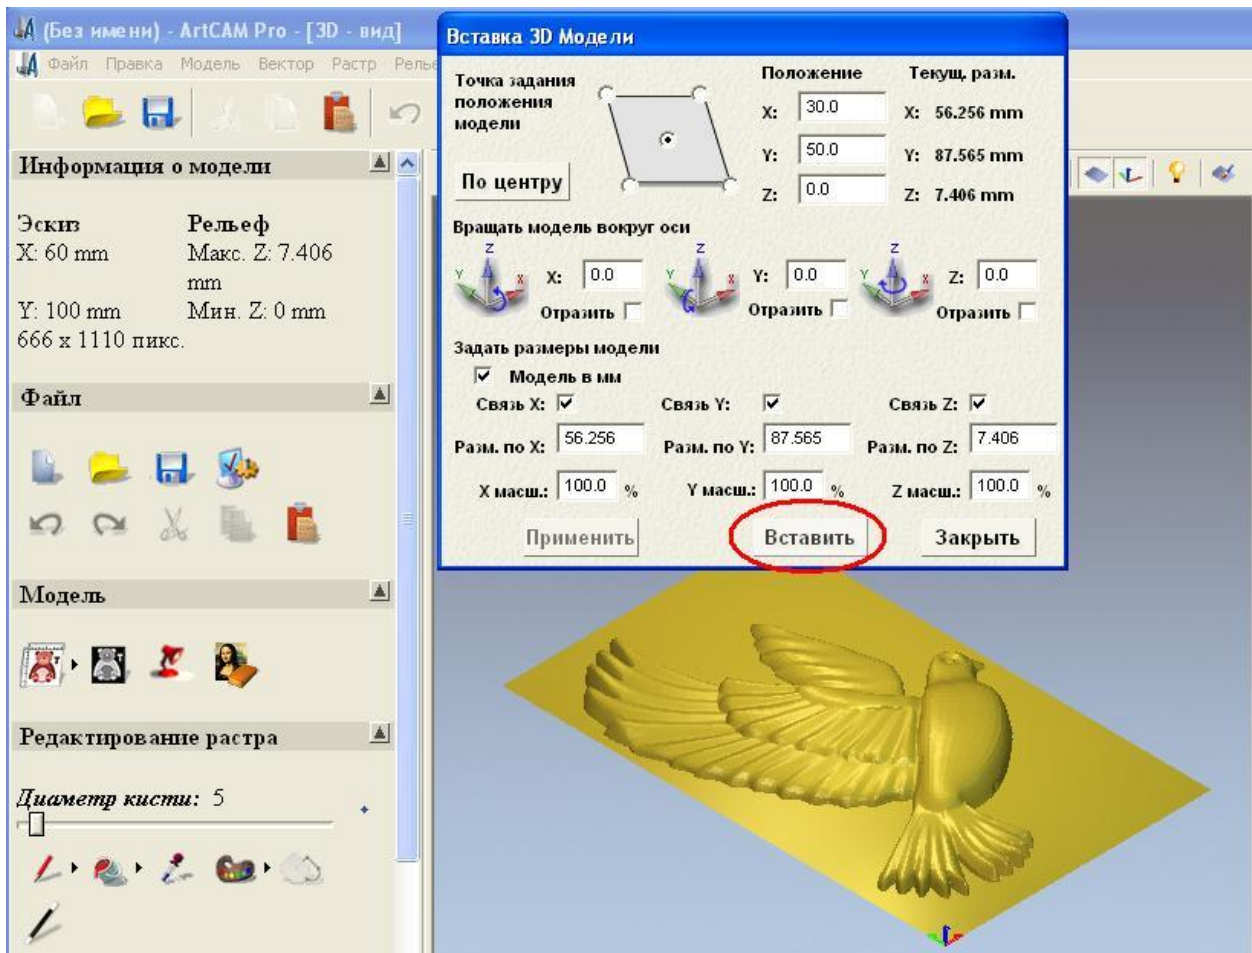 (Без имени) - ArtCAM Pro - [3D - вид]
Файл Правка Модель Вектор Растр
Информация о модели
Эскиз Рельеф
X: 60 mm Макс. Z: 7.406
mm
Y: 100 mm Мин. Z: 0 mm
666 x 1110 пикс.
Файл
Модель
Редактирование растра
Диаметр кисти: 5
Вставка 3D Модели
Точка задания
положения
модели
По центру
Положение Текущ. разм.
X: 30.0 X: 56.256 mm
Y: 50.0 Y: 87.565 mm
Z: 0.0 Z: 7.406 mm
Вращать модель вокруг оси
Z Z Z
Y X X: 0.0 Y X Y: 0.0 Y X Z: 0.0
Отразить Отразить Отразить
Задать размеры модели
Модель в мм
Связь X: Связь Y: Связь Z:
Разм. по X: 56.256 Разм. по Y: 87.565 Разм. по Z: 7.406
X масш.: 100.0 % Y масш.: 100.0 % Z масш.: 100.0 %
Применить Вставить Закрыть